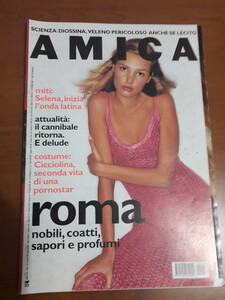 SCIENZA: DIOSSINA, VELENO PERICOLOSO ANCHE SE LECITO
AMICA
miti:
Selena, inizia
l'onda latina
attualità:
il cannibale
ritorna.
E delude
costume:
Cicciolina,
seconda vita
di una
pornostar
roma
nobili, coatti,
sapori e profumi